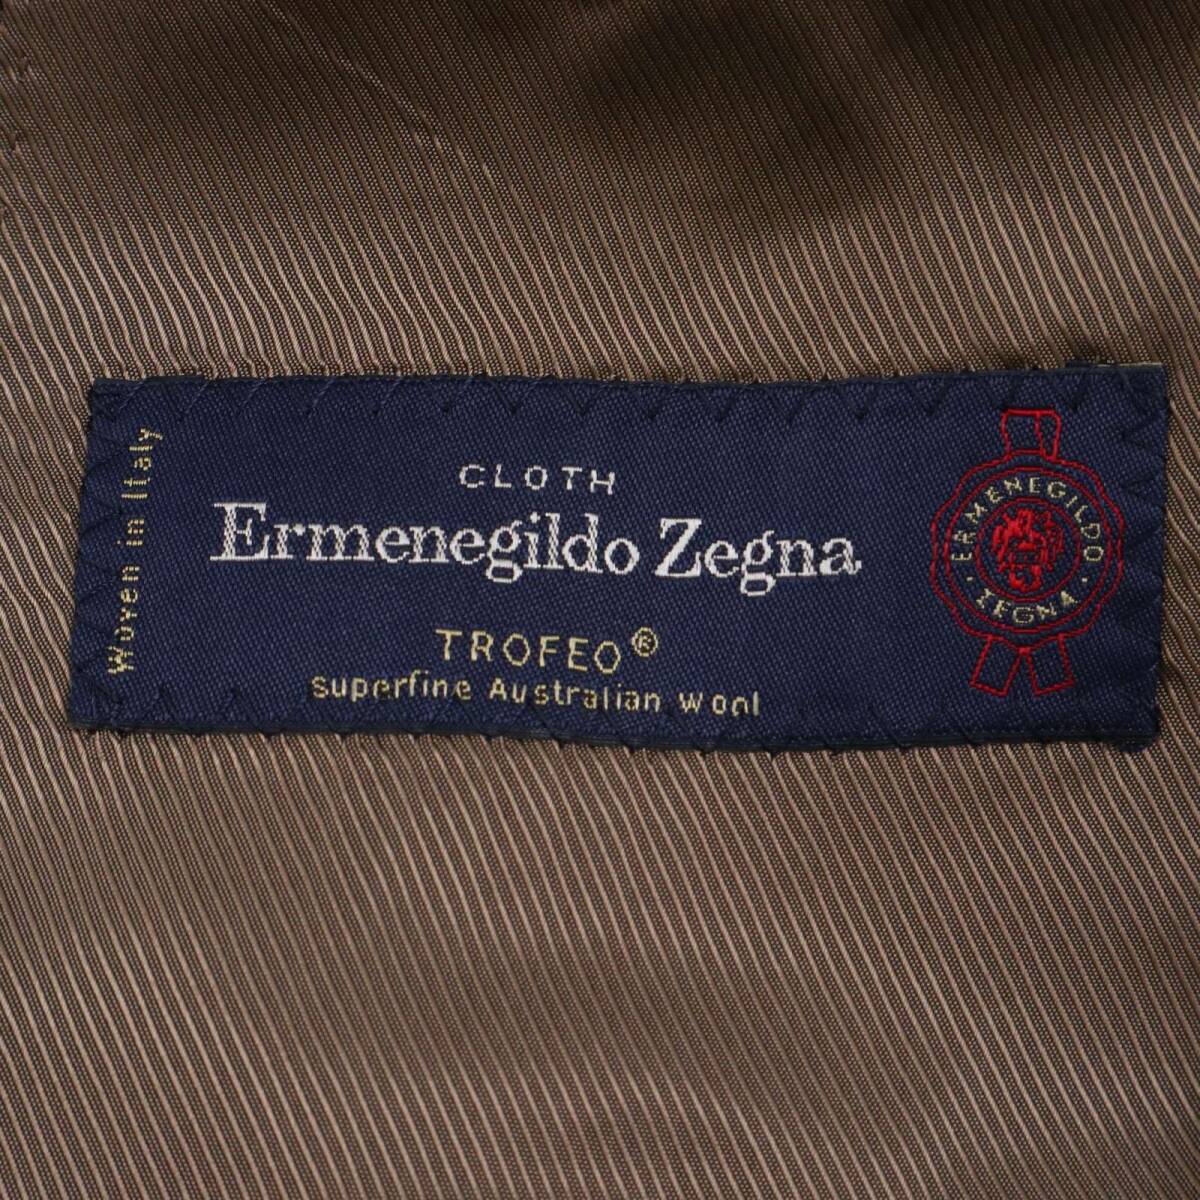 Woven in Italy
CLOTH
Ermenegildo Zegna
TROFEO®
superfine Australian Wool
ERMENEGILDO
· ZEGNA ·